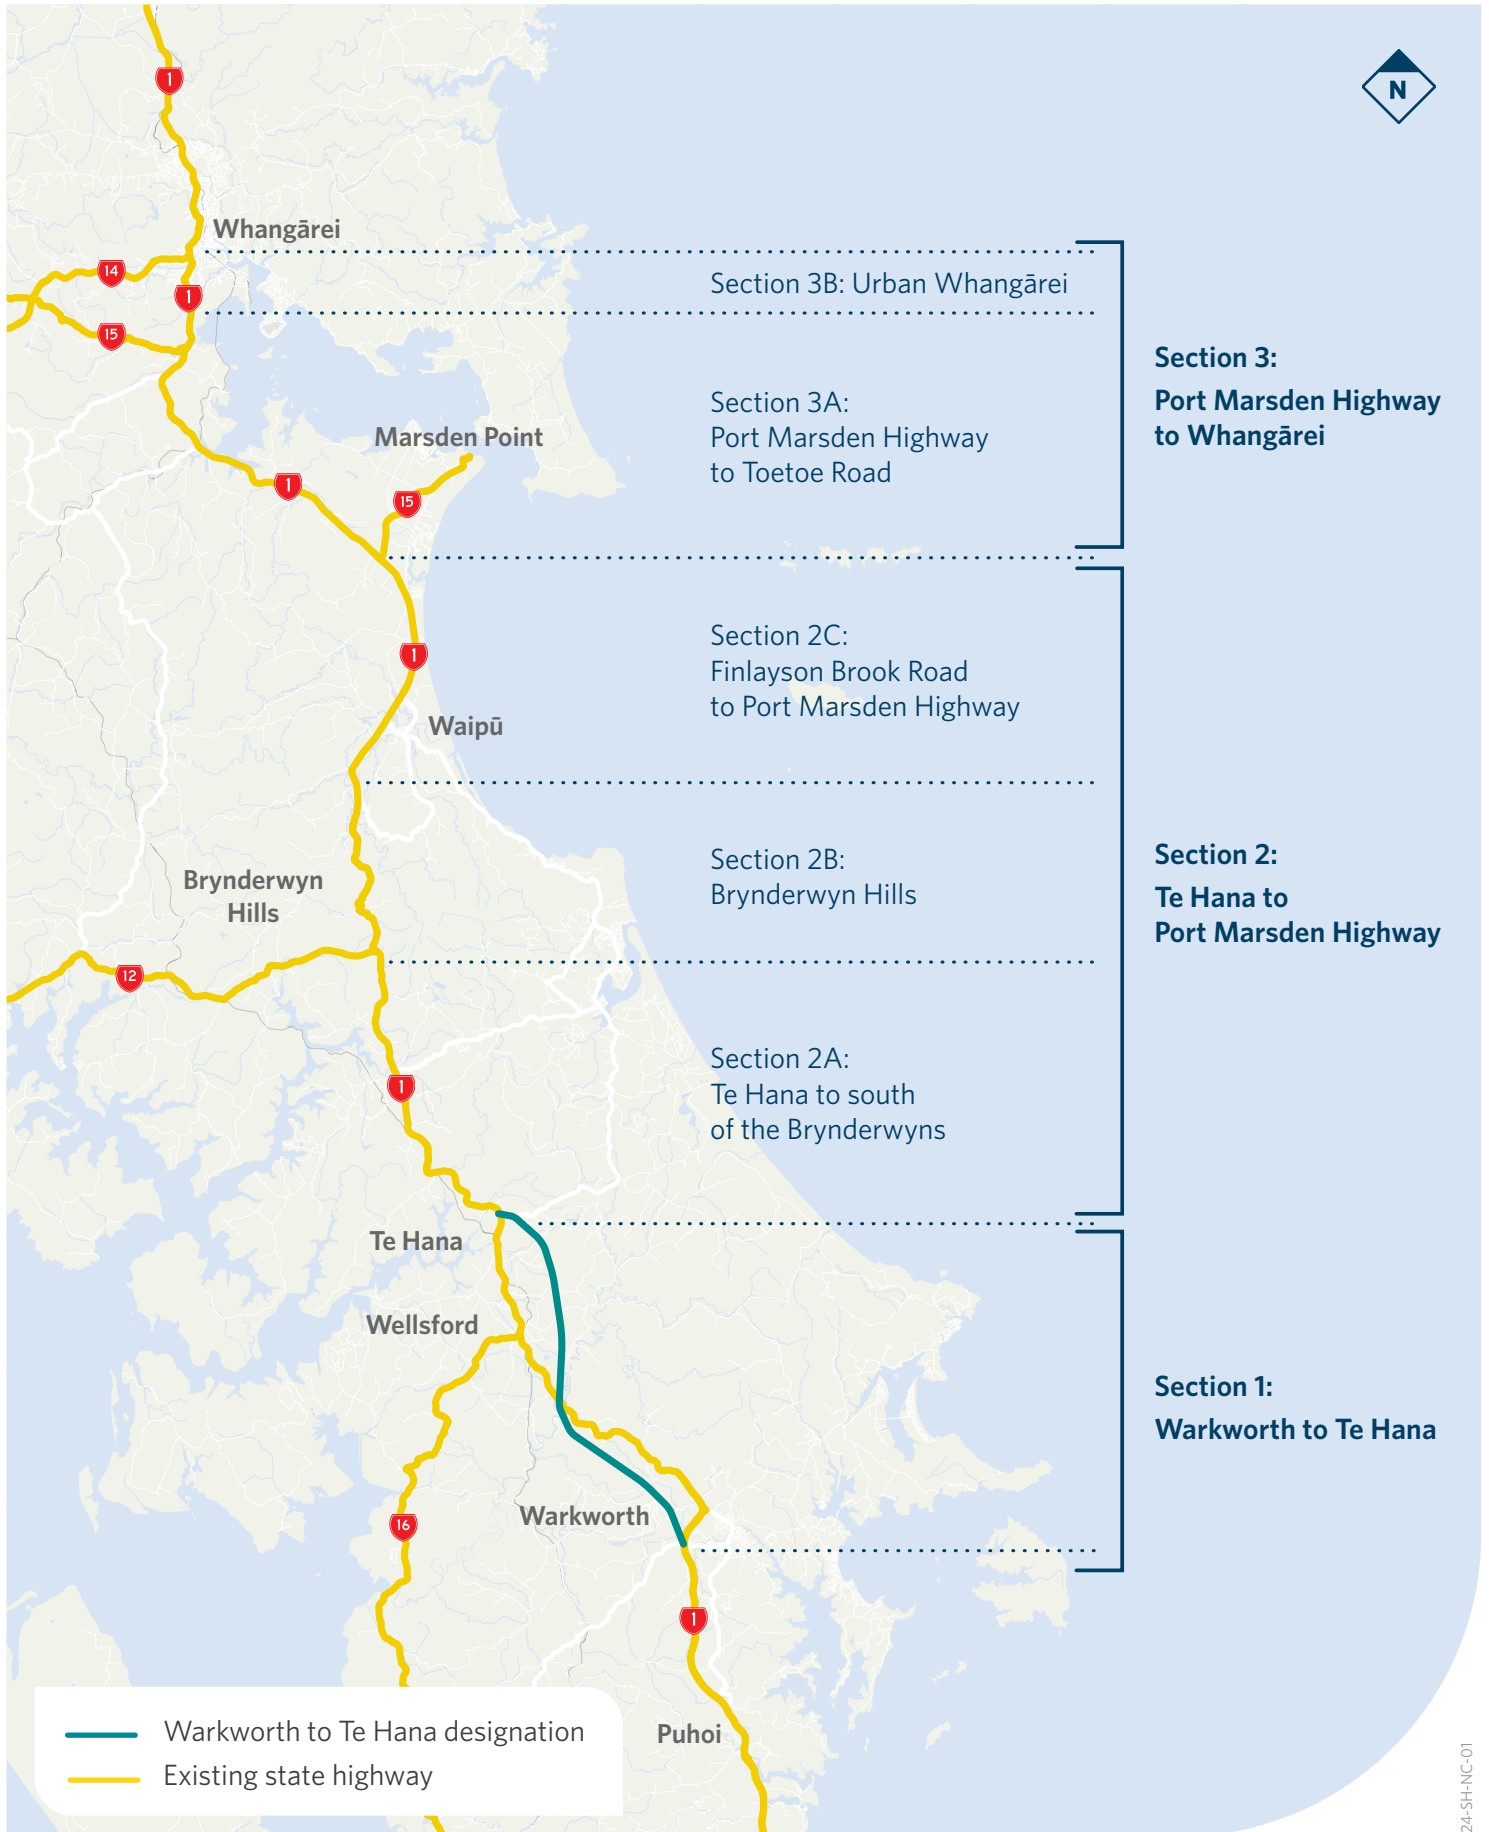 1
N
Whangārei
14
1
15
Section 3B: Urban Whangārei
Section 3:
Port Marsden Highway
to Whangārei
Section 3A:
Port Marsden Highway
to Toetoe Road
Marsden Point
1
15
Section 2C:
Finlayson Brook Road
to Port Marsden Highway
1
Waipū
Section 2B:
Brynderwyn Hills
Brynderwyn
Hills
Section 2:
Te Hana to
Port Marsden Highway
12
Section 2A:
Te Hana to south
of the Brynderwyns
1
Te Hana
Wellsford
Section 1:
Warkworth to Te Hana
Warkworth
16
1
Puhoi
Warkworth to Te Hana designation
Existing state highway
24-SH-NC-01